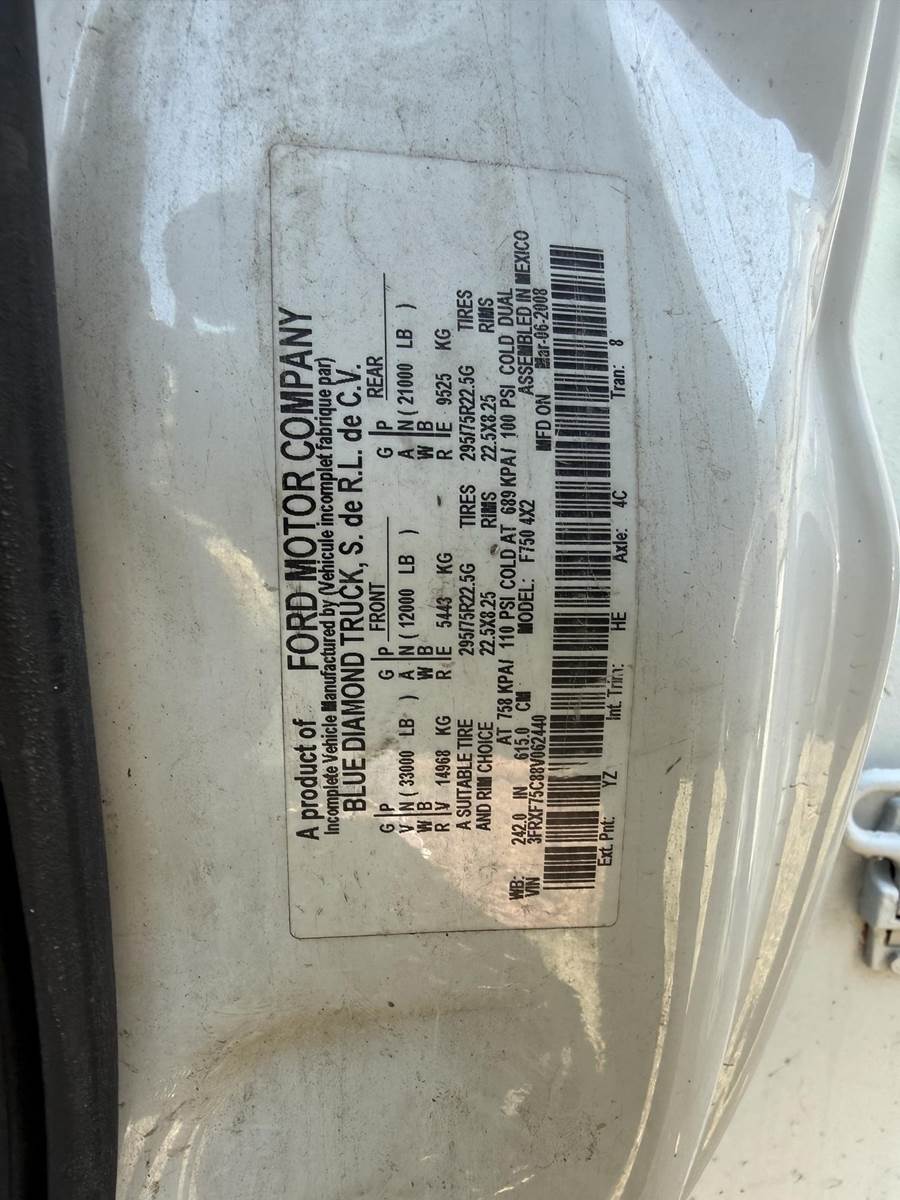 A product of FORD MOTOR COMPANY
Incomplete Vehicle Manufactured by (Vehicule incomplet fabrique par)
BLUE DIAMOND TRUCK, S. de R.L. de C.V.
FRONT REAR
G P G P G P
V N ( 33000 LB ) A N ( 12000 LB ) A N ( 21000 LB )
W B W B W B
R V 14968 KG R E 5443 KG R E 9525 KG
A SUITABLE TIRE 295/75R22.5G TIRES 295/75R22.5G TIRES
AND RIM CHOICE 22.5X8.25 RIMS 22.5X8.25 RIMS
AT 758 KPA/ 110 PSI COLD AT 689 KPA/ 100 PSI COLD DUAL
WB: 242.0 IN 615.0 CM MODEL: F750 4X2 ASSEMBLED IN MEXICO
VIN 3FRXF75C88V062440 MFD ON Mar-06-2008
Ext. Pnt: YZ Int. Trim: HE Axle: 4C Tran: 8